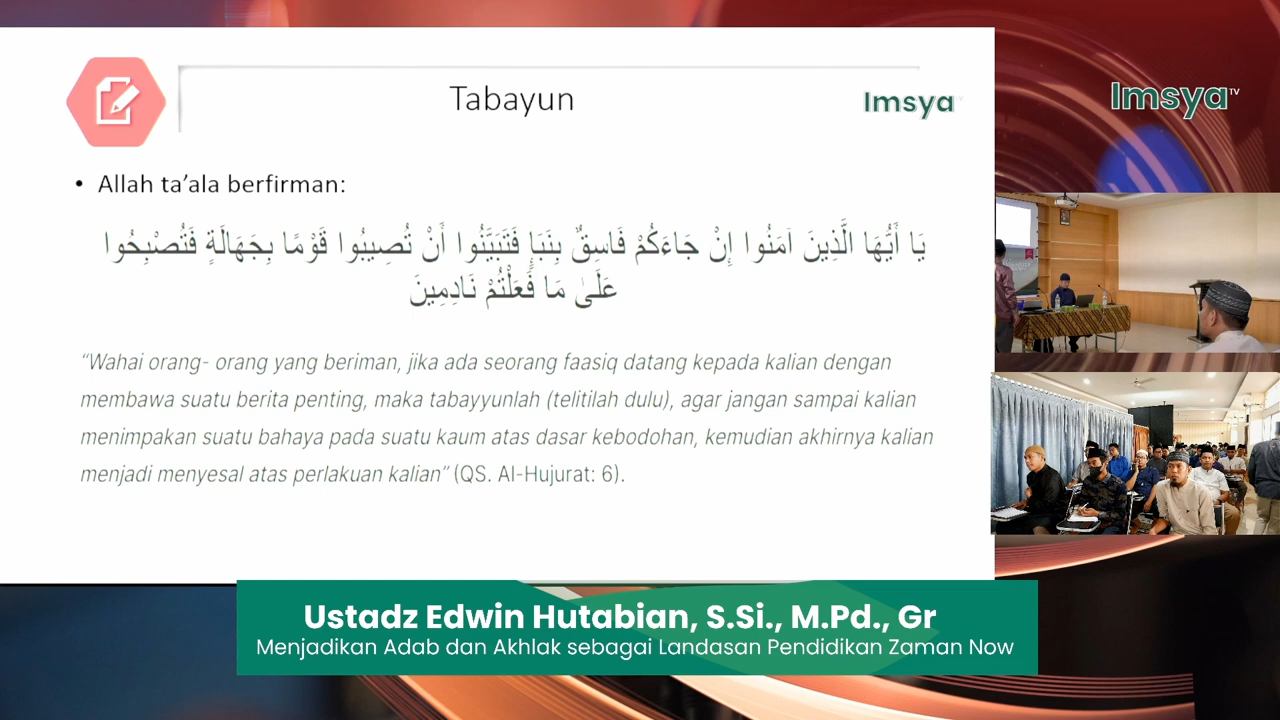 Tabayun
Imsya
ImsyaTV
• Allah ta’ala berfirman:
يَا أَيُّهَا الَّذِينَ آمَنُوا إِنْ جَاءَكُمْ فَاسِقٌ بِنَبَإٍ فَتَبَيَّنُوا أَنْ تُصِيبُوا قَوْمًا بِجَهَالَةٍ فَتُصْبِحُوا
عَلَىٰ مَا فَعَلْتُمْ نَادِمِينَ
“Wahai orang- orang yang beriman, jika ada seorang faasiq datang kepada kalian dengan
membawa suatu berita penting, maka tabayyunlah (telitilah dulu), agar jangan sampai kalian
menimpakan suatu bahaya pada suatu kaum atas dasar kebodohan, kemudian akhirnya kalian
menjadi menyesal atas perlakuan kalian” (QS. Al-Hujurat: 6).
Ustadz Edwin Hutabian, S.Si., M.Pd., Gr
Menjadikan Adab dan Akhlak sebagai Landasan Pendidikan Zaman Now